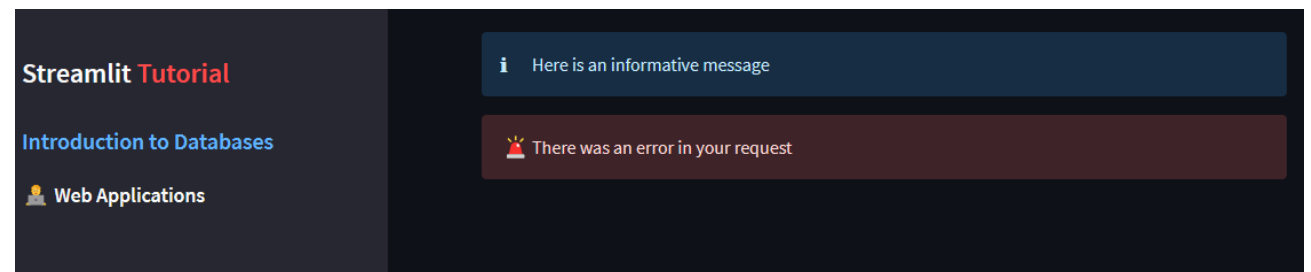 Streamlit Tutorial
Introduction to Databases
Web Applications
Here is an informative message
There was an error in your request